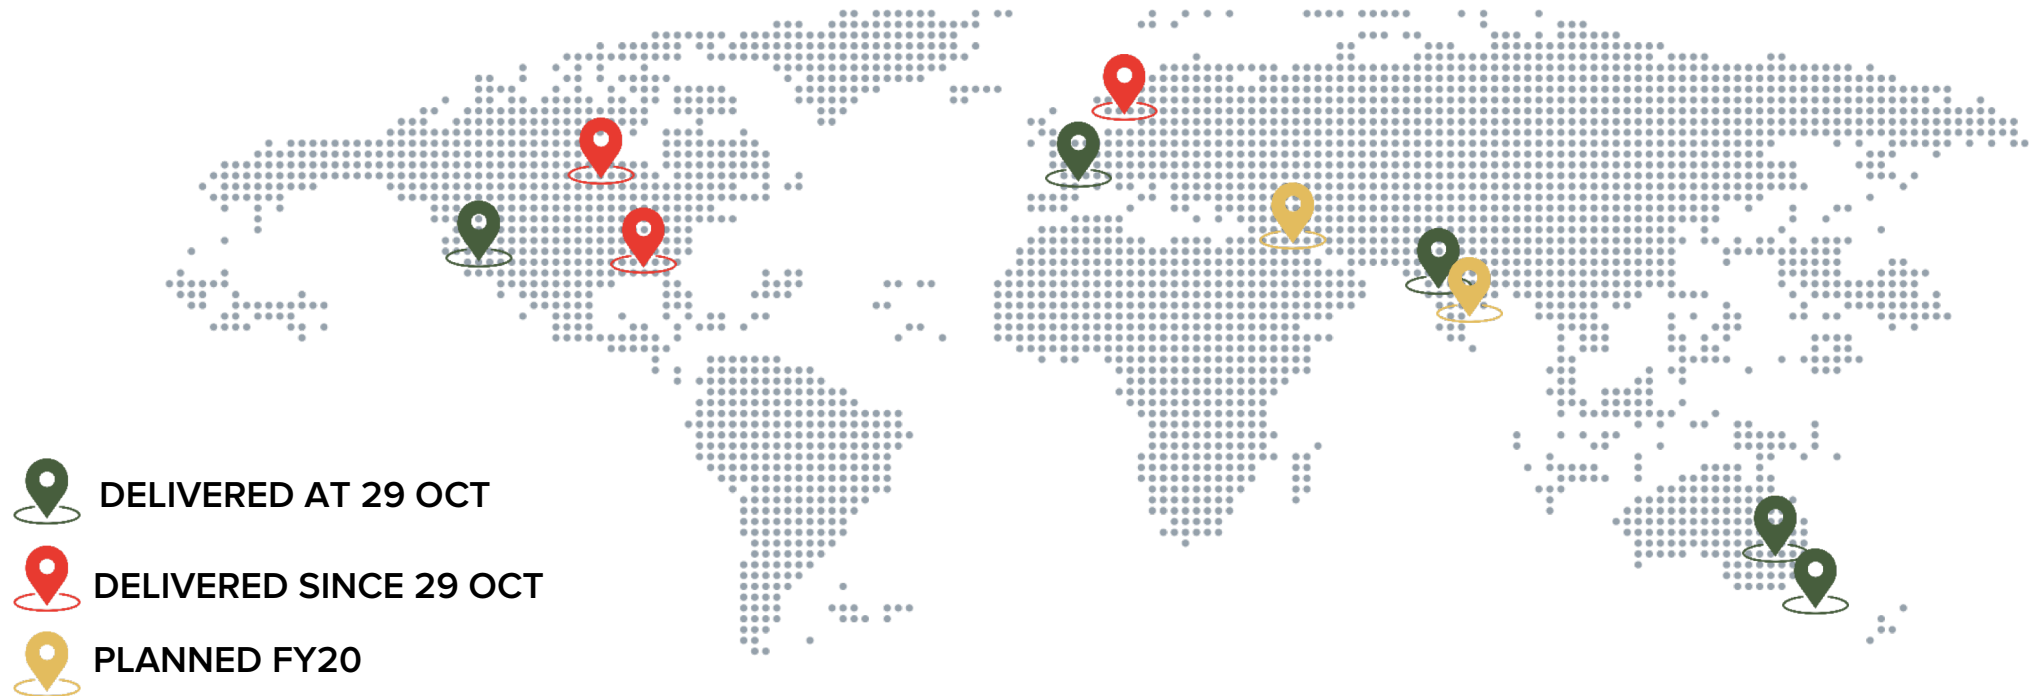 DELIVERED AT 29 OCT
DELIVERED SINCE 29 OCT
PLANNED FY20